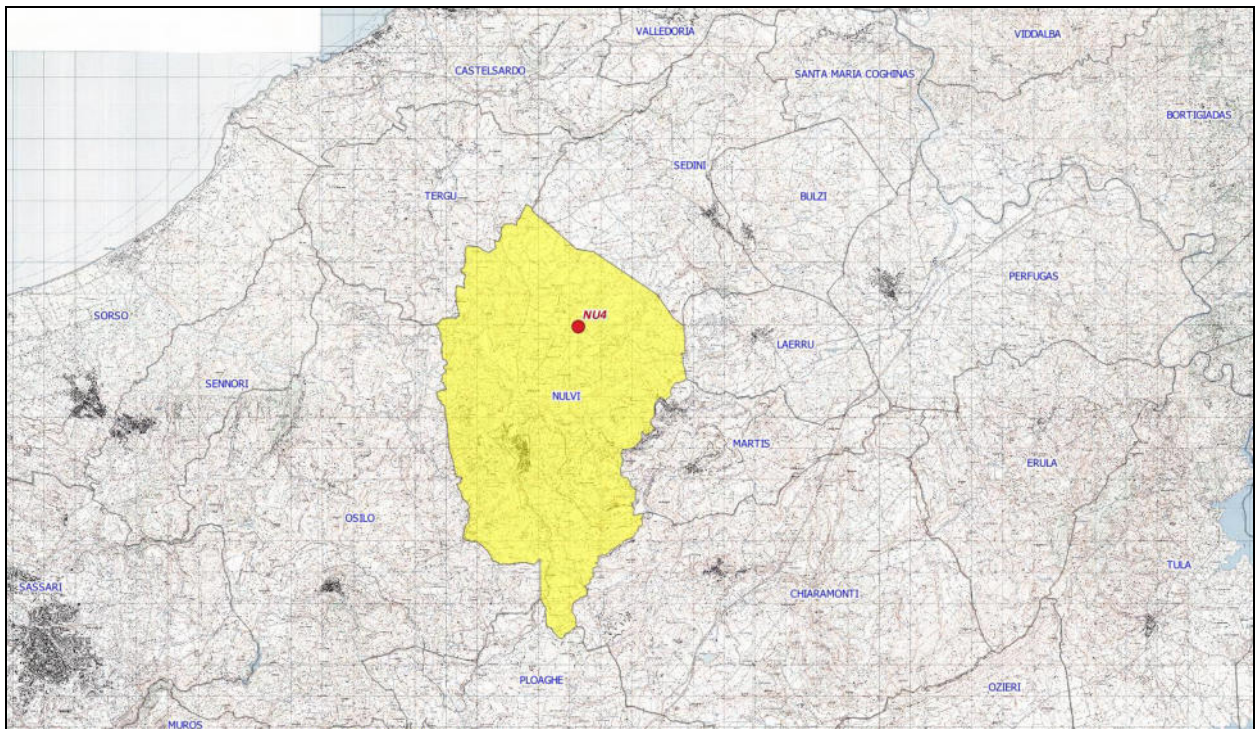 VALLEDORIA
VIDDALBA
CASTELSARDO
SANTA MARIA COGHINAS
BORTIGIADAS
SEDINI
TERGU
BULZI
PERFUGAS
SORSO
NU4
LAERRU
SENNORI
NULVI
MARTIS
ERULA
OSILO
SASSARI
TULA
CHIARAMONTI
PLOAGHE
OZIERI
MUROS